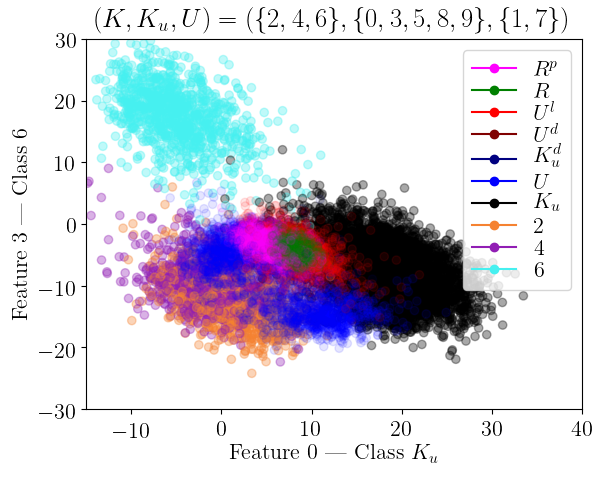 (K, K_u, U) = ({2, 4, 6}, {0, 3, 5, 8, 9}, {1, 7})
30
20
10
0
−10
−20
−30
Feature 3 — Class 6
R^p
R
U^l
U^d
K_u^d
U
K_u
2
4
6
−10
0
10
20
30
40
Feature 0 — Class K_u